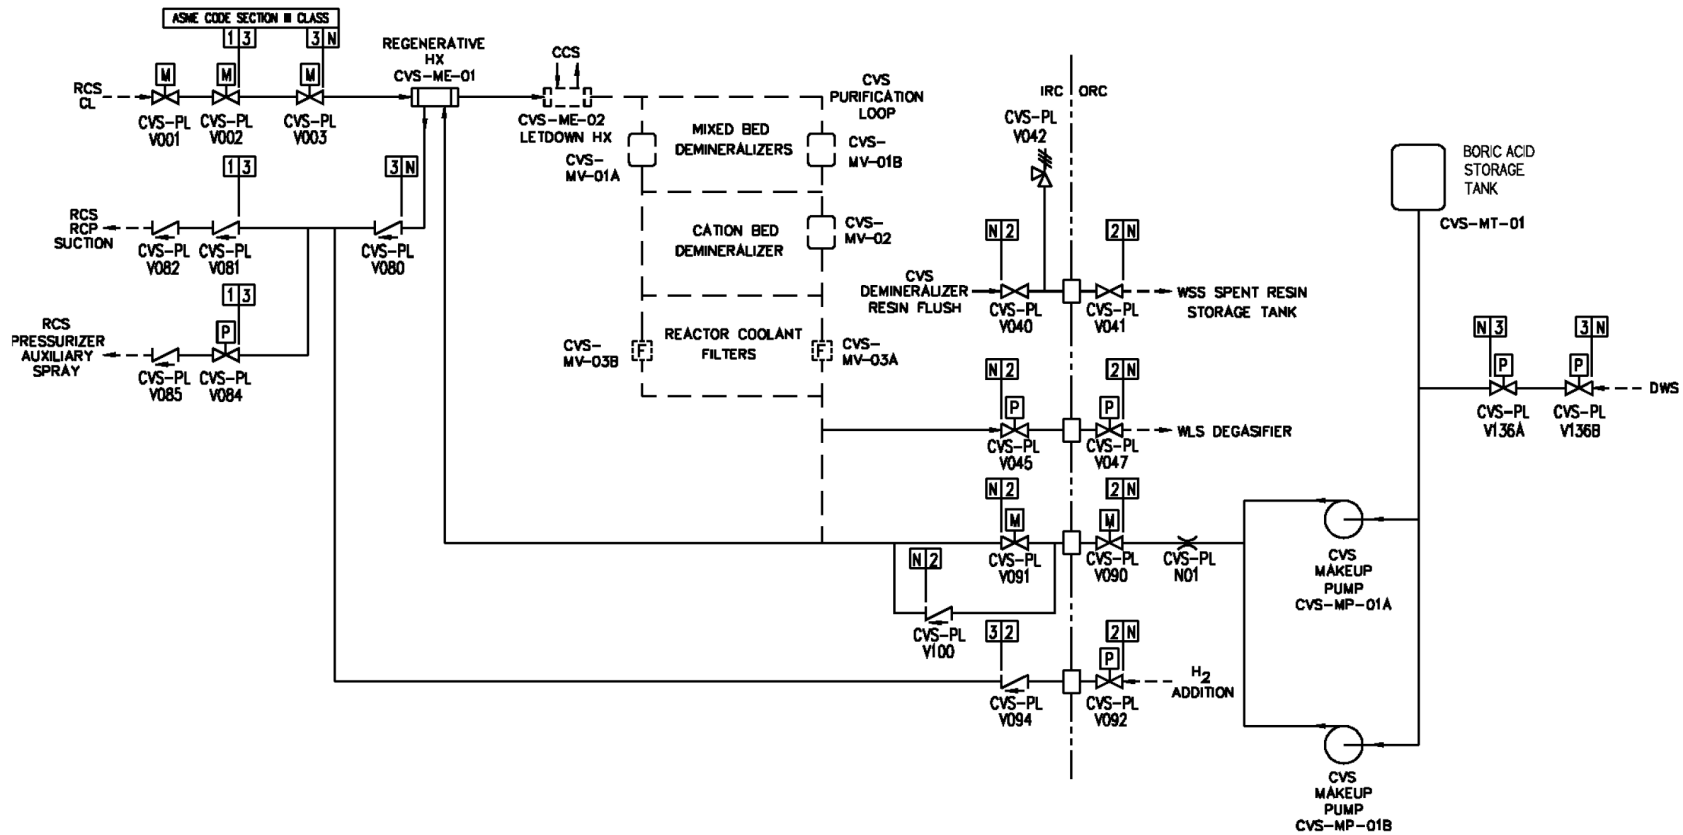 ASME CODE SECTION III CLASS
1 3
3 N
REGENERATIVE
HX
CVS-ME-01
CCS
M
M
M
RCS
CL
CVS-PL
V001
CVS-PL
V002
CVS-PL
V003
CVS-ME-02
LETDOWN HX
CVS
PURIFICATION
LOOP
IRC
ORC
CVS-PL
V042
MIXED BED
DEMINERALIZERS
CVS-
MV-01A
CVS-
MV-01B
BORIC ACID
STORAGE
TANK
CVS-MT-01
1 3
3 N
RCS
RCP
SUCTION
CVS-PL
V082
CVS-PL
V081
CVS-PL
V080
CATION BED
DEMINERALIZER
CVS-
MV-02
N 2
2 N
CVS
DEMINERALIZER
RESIN FLUSH
CVS-PL
V040
CVS-PL
V041
WSS SPENT RESIN
STORAGE TANK
1 3
P
RCS
PRESSURIZER
AUXILIARY
SPRAY
CVS-PL
V085
CVS-PL
V084
REACTOR COOLANT
FILTERS
CVS-
MV-03B
F
F
CVS-
MV-03A
N 3
3 N
P
P
DWS
CVS-PL
V136A
CVS-PL
V136B
N 2
2 N
P
P
CVS-PL
V045
CVS-PL
V047
WLS DEGASIFIER
N 2
2 N
M
M
CVS-PL
V091
CVS-PL
V090
CVS-PL
N01
CVS
MAKEUP
PUMP
CVS-MP-01A
N 2
CVS-PL
V100
3 2
2 N
P
CVS-PL
V094
CVS-PL
V092
H2
ADDITION
CVS
MAKEUP
PUMP
CVS-MP-01B